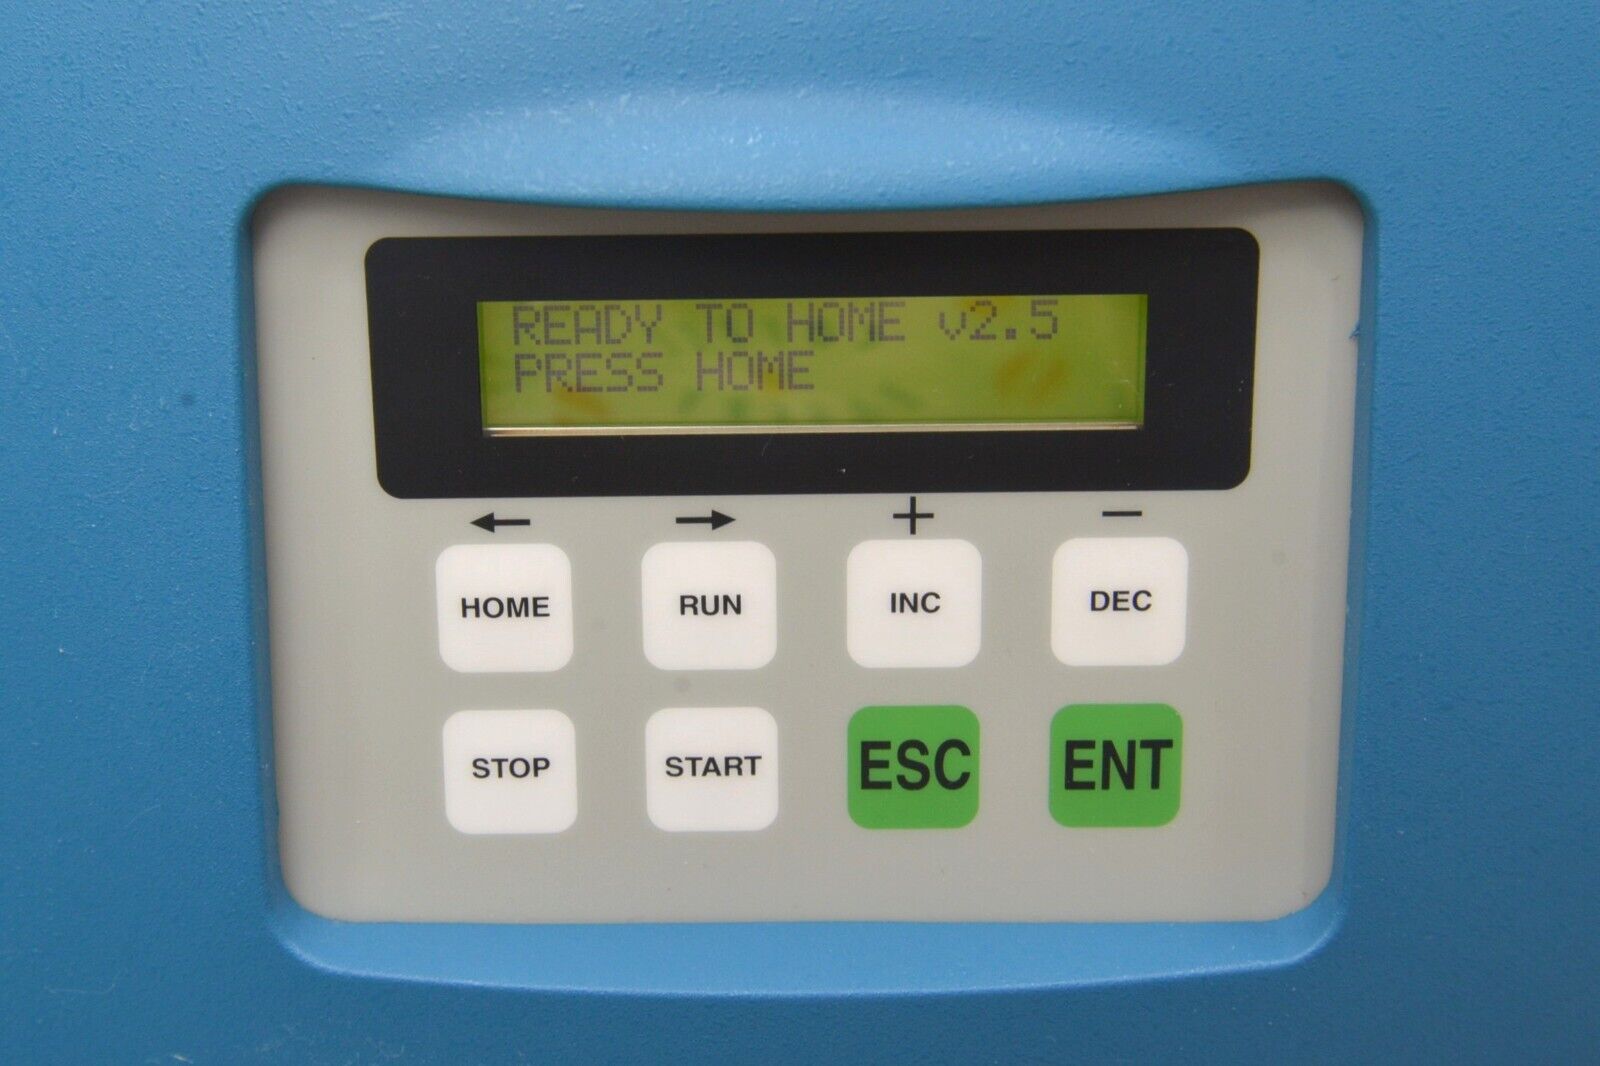 READY TO HOME v2.5
PRESS HOME
← → + −
HOME RUN INC DEC
STOP START ESC ENT